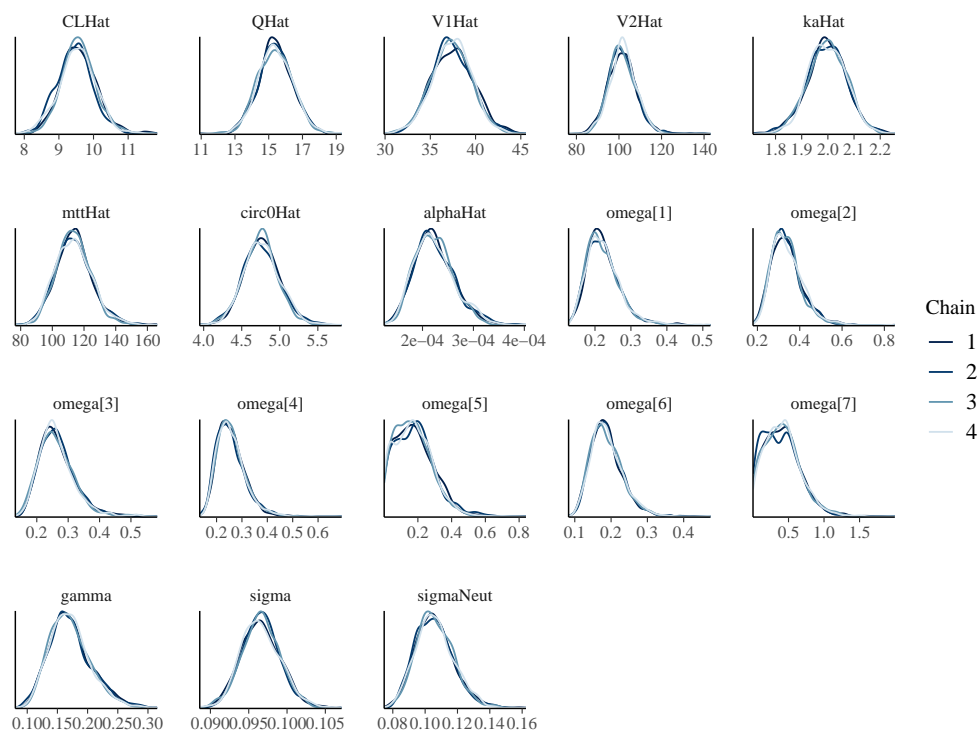 CLHat QHat V1Hat V2Hat kaHat
8 9 10 11 11 13 15 17 19 30 35 40 45 80 100 120 140 1.8 1.9 2.0 2.1 2.2
mttHat circ0Hat alphaHat omega[1] omega[2]
80 100 120 140 160 4.0 4.5 5.0 5.5 2e−04 3e−04 4e−04 0.2 0.3 0.4 0.5 0.2 0.4 0.6 0.8
Chain
1
2
3
4
omega[3] omega[4] omega[5] omega[6] omega[7]
0.2 0.3 0.4 0.5 0.2 0.3 0.4 0.5 0.6 0.2 0.4 0.6 0.8 0.1 0.2 0.3 0.4 0.5 1.0 1.5
gamma sigma sigmaNeut
0.100.150.200.250.30 0.0900.0950.1000.105 0.08 0.10 0.12 0.14 0.16